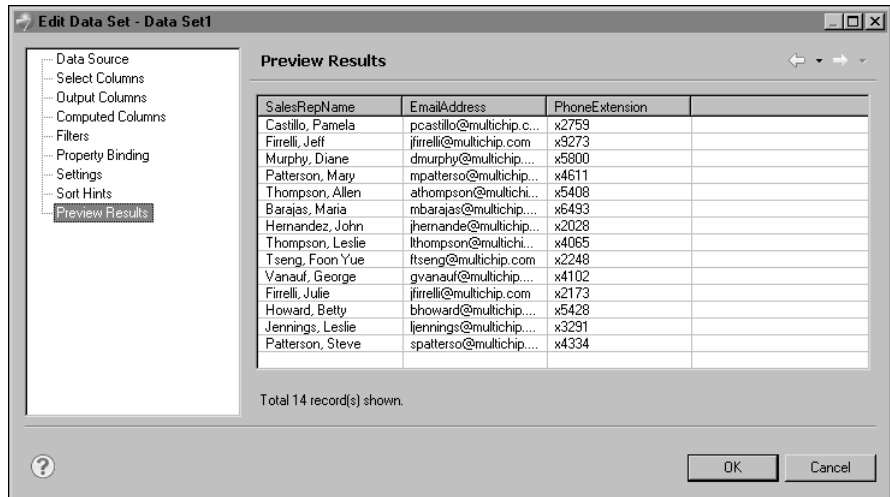 Edit Data Set - Data Set1
Data Source
Select Columns
Output Columns
Computed Columns
Filters
Property Binding
Settings
Sort Hints
Preview Results
Preview Results
SalesRepName EmailAddress PhoneExtension
Castillo, Pamela pcastillo@multichip.c... x2759
Firrelli, Jeff jfirrelli@multichip.com x9273
Murphy, Diane dmurphy@multichip.... x5800
Patterson, Mary mpatterso@multichip.... x4611
Thompson, Allen athompson@multichi... x5408
Barajas, Maria mbarajas@multichip.... x6493
Hernandez, John jhernande@multichip.... x2028
Thompson, Leslie lthompson@multichi... x4065
Tseng, Foon Yue ftseng@multichip.com x2248
Vanauf, George gvanauf@multichip.... x4102
Firrelli, Julie jfirrelli@multichip.com x2173
Howard, Betty bhoward@multichip.... x5428
Jennings, Leslie ljennings@multichip.... x3291
Patterson, Steve spatterso@multichip.... x4334
Total 14 record(s) shown.
?
OK Cancel